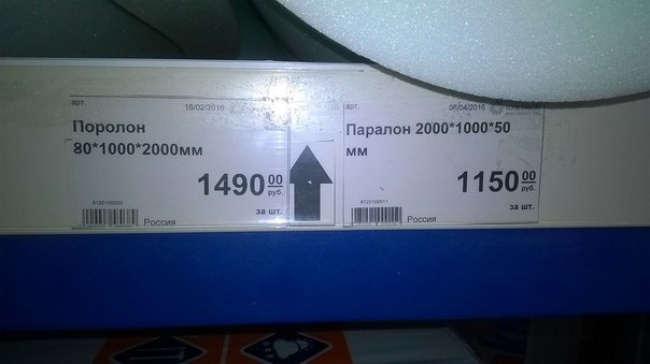 арт.
16/02/2016
Поролон
80*1000*2000мм
1490 00
руб.
за шт.
Россия
арт.
06/04/2016
Паралон 2000*1000*50
мм
1150 00
руб.
за шт.
Россия